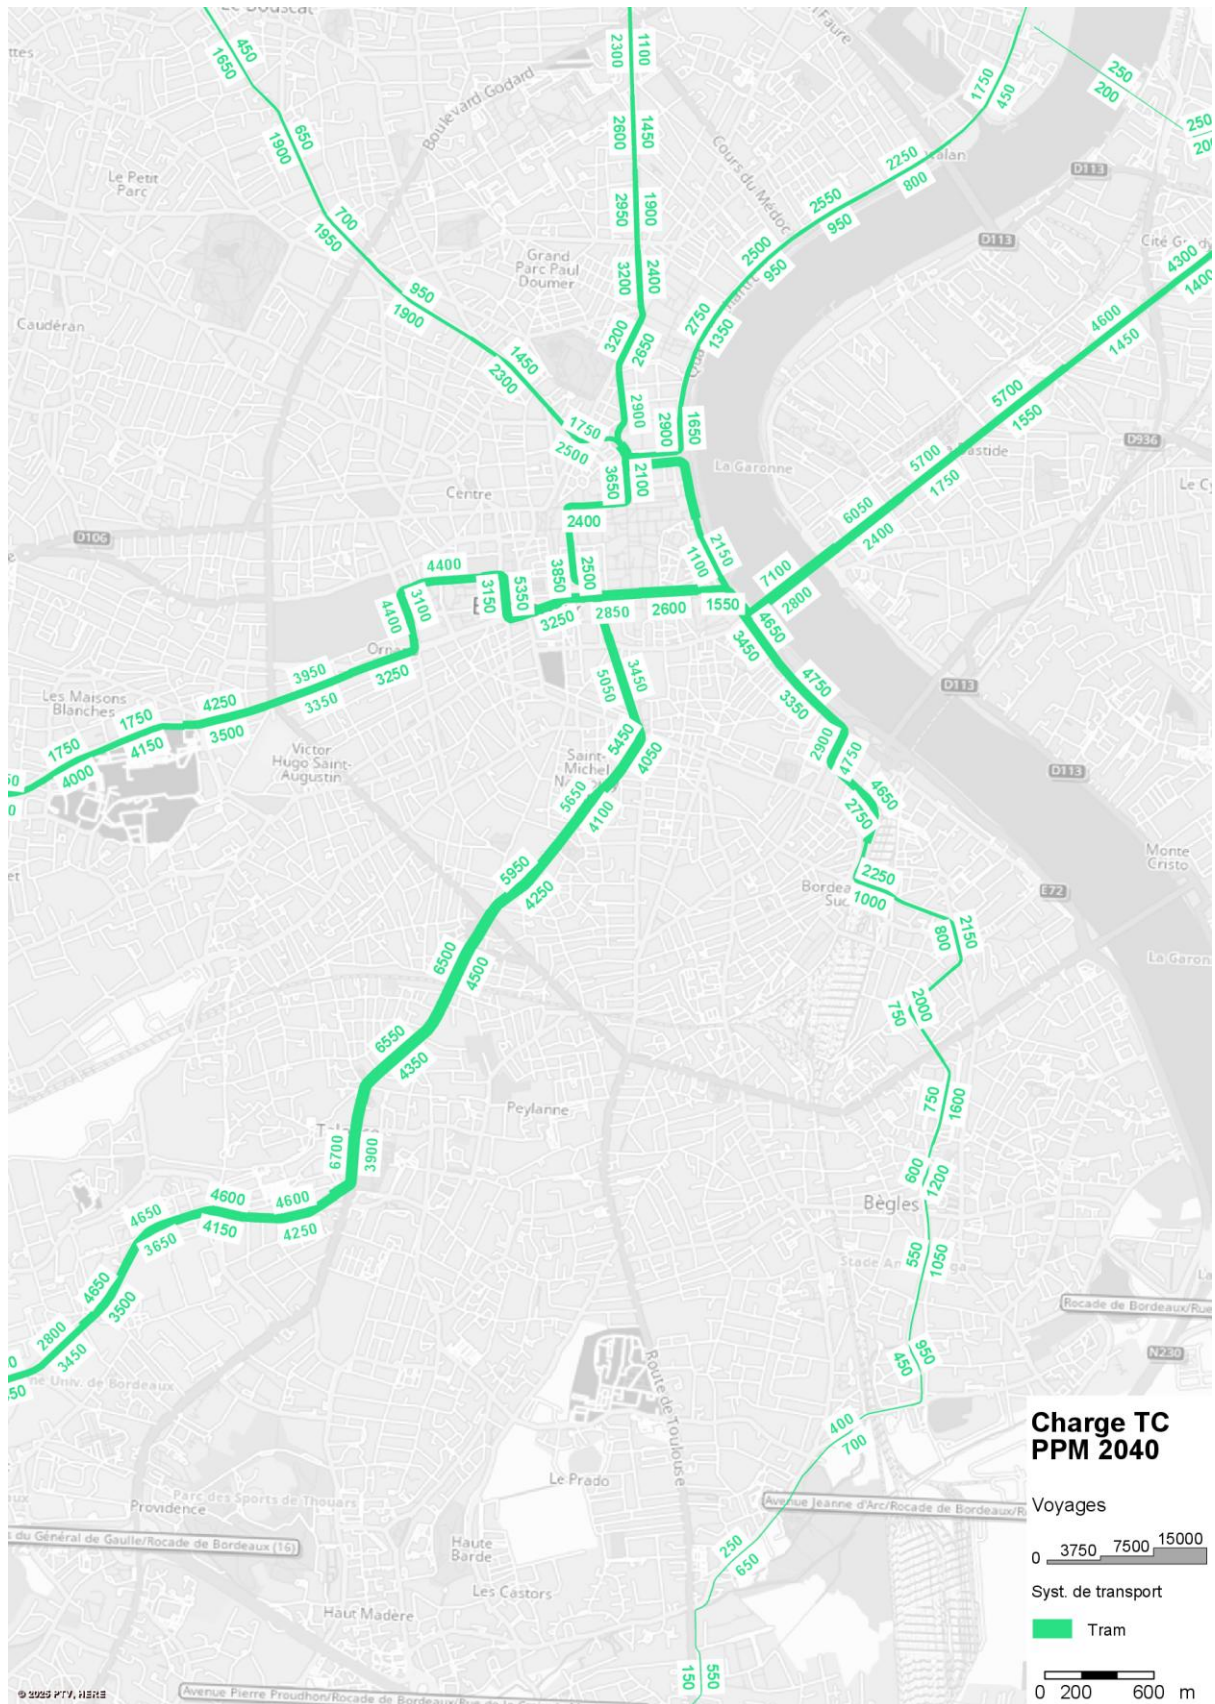 Le Bouscat
450
1650
2300
1100
Boulevard Godard
1750
450
250
200
250
650
1900
2600
1450
Cours du Médoc
2250
800
D113
Le Petit
Parc
700
1950
2950
1900
2550
950
D113
Grand
Parc Paul
Doumer
3200
2400
2500
950
4300
1400
950
1900
Caudéran
3200
2650
2750
1350
4600
1450
1450
2300
5700
1550
2900
2900
1650
1750
2500
D936
La Garonne
5700
1750
3650
2100
Centre
6050
2400
2400
D106
2150
1100
4400
3850
2500
7100
2800
3100
4400
3150
5350
3250
2850
2600
1550
4650
3450
3950
3350
3250
3450
5050
4750
3350
D113
Les Maisons
Blanches
4250
3500
1750
4150
1750
4000
Victor
Hugo Saint-
Augustin
Saint-
Michel
5450
4050
2900
4750
D113
5650
4100
4650
2750
Monte
Cristo
5950
4250
2250
1000
E72
2150
800
6500
4500
2000
750
6550
4350
Peylanne
750
1600
6700
3900
600
1200
Bègles
4650
3650
4600
4150
4600
4250
550
1050
4650
3500
Rocade de Bordeaux/Rue
2800
3450
950
450
N230
Univ. de Bordeaux
Route de Toulouse
400
700
Charge TC
PPM 2040
Le Prado
Parc des Sports de Thouars
Providence
Avenue Jeanne d'Arc/Rocade de Bordeaux/R
Voyages
du Général de Gaulle/Rocade de Bordeaux (16)
Haute
Barde
250
650
0 3750 7500 15000
Les Castors
Syst. de transport
Haut Madère
Tram
550
150
© 2025 PTV, HERE
Avenue Pierre Proudhon/Rocade de Bordeaux/Rue de la
0 200 600 m